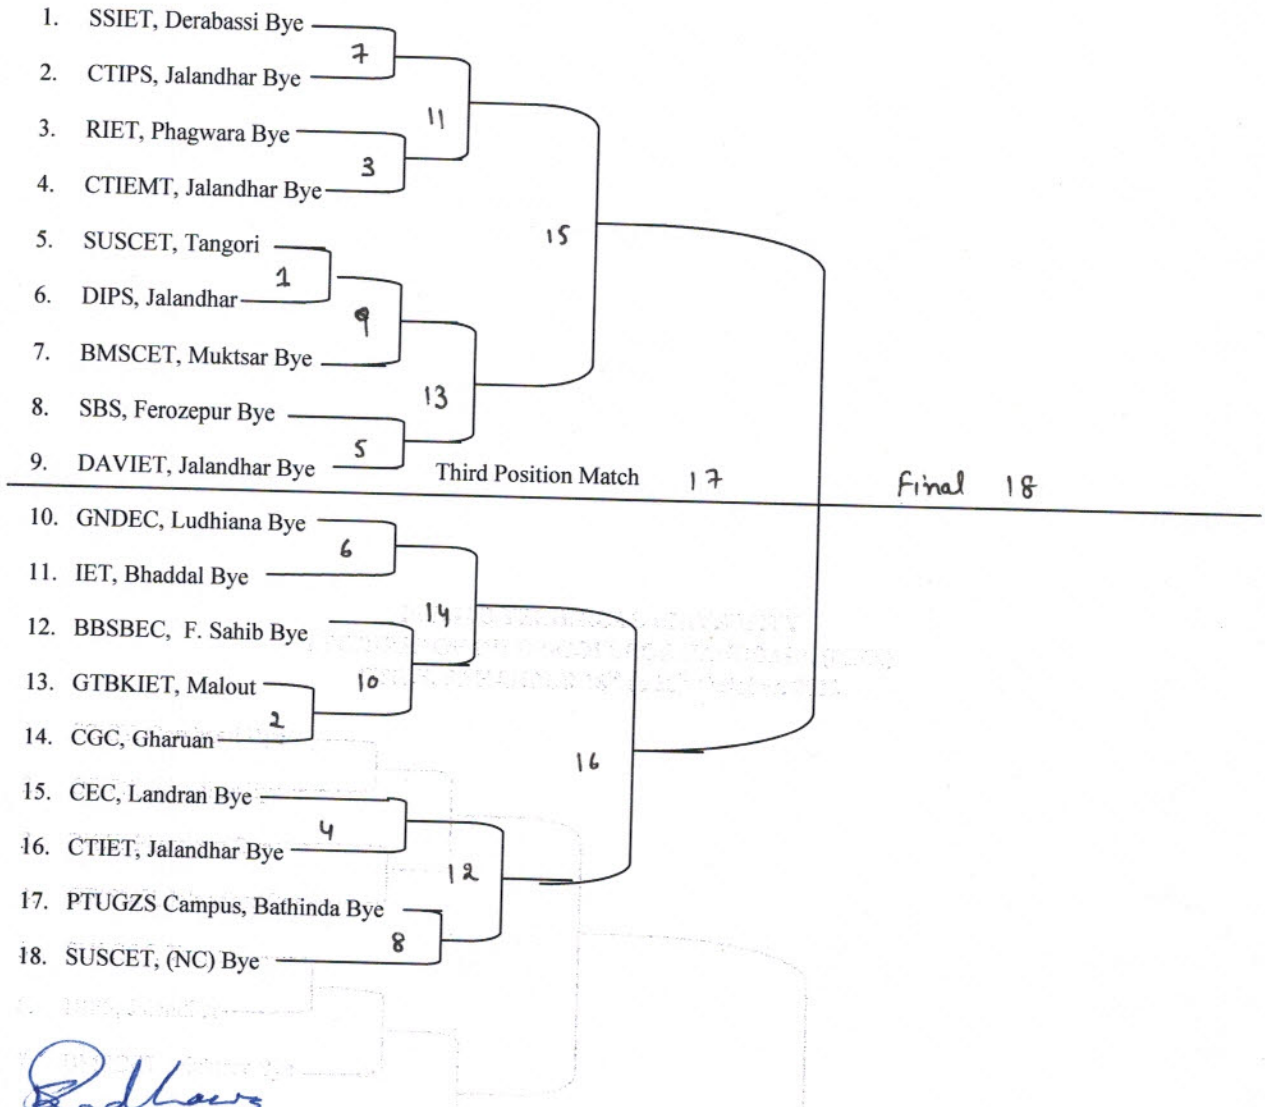 1. SSIET, Derabassi Bye
7
2. CTIPS, Jalandhar Bye
11
3. RIET, Phagwara Bye
3
4. CTIEMT, Jalandhar Bye
15
5. SUSCET, Tangori
1
6. DIPS, Jalandhar
9
7. BMSCET, Muktsar Bye
13
8. SBS, Ferozepur Bye
5
9. DAVIET, Jalandhar Bye
Third Position Match 17
Final 18
10. GNDEC, Ludhiana Bye
6
11. IET, Bhaddal Bye
14
12. BBSBEC, F. Sahib Bye
13. GTBKIET, Malout
10
2
14. CGC, Gharuan
16
15. CEC, Landran Bye
4
16. CTIET, Jalandhar Bye
12
17. PTUGZS Campus, Bathinda Bye
8
18. SUSCET, (NC) Bye